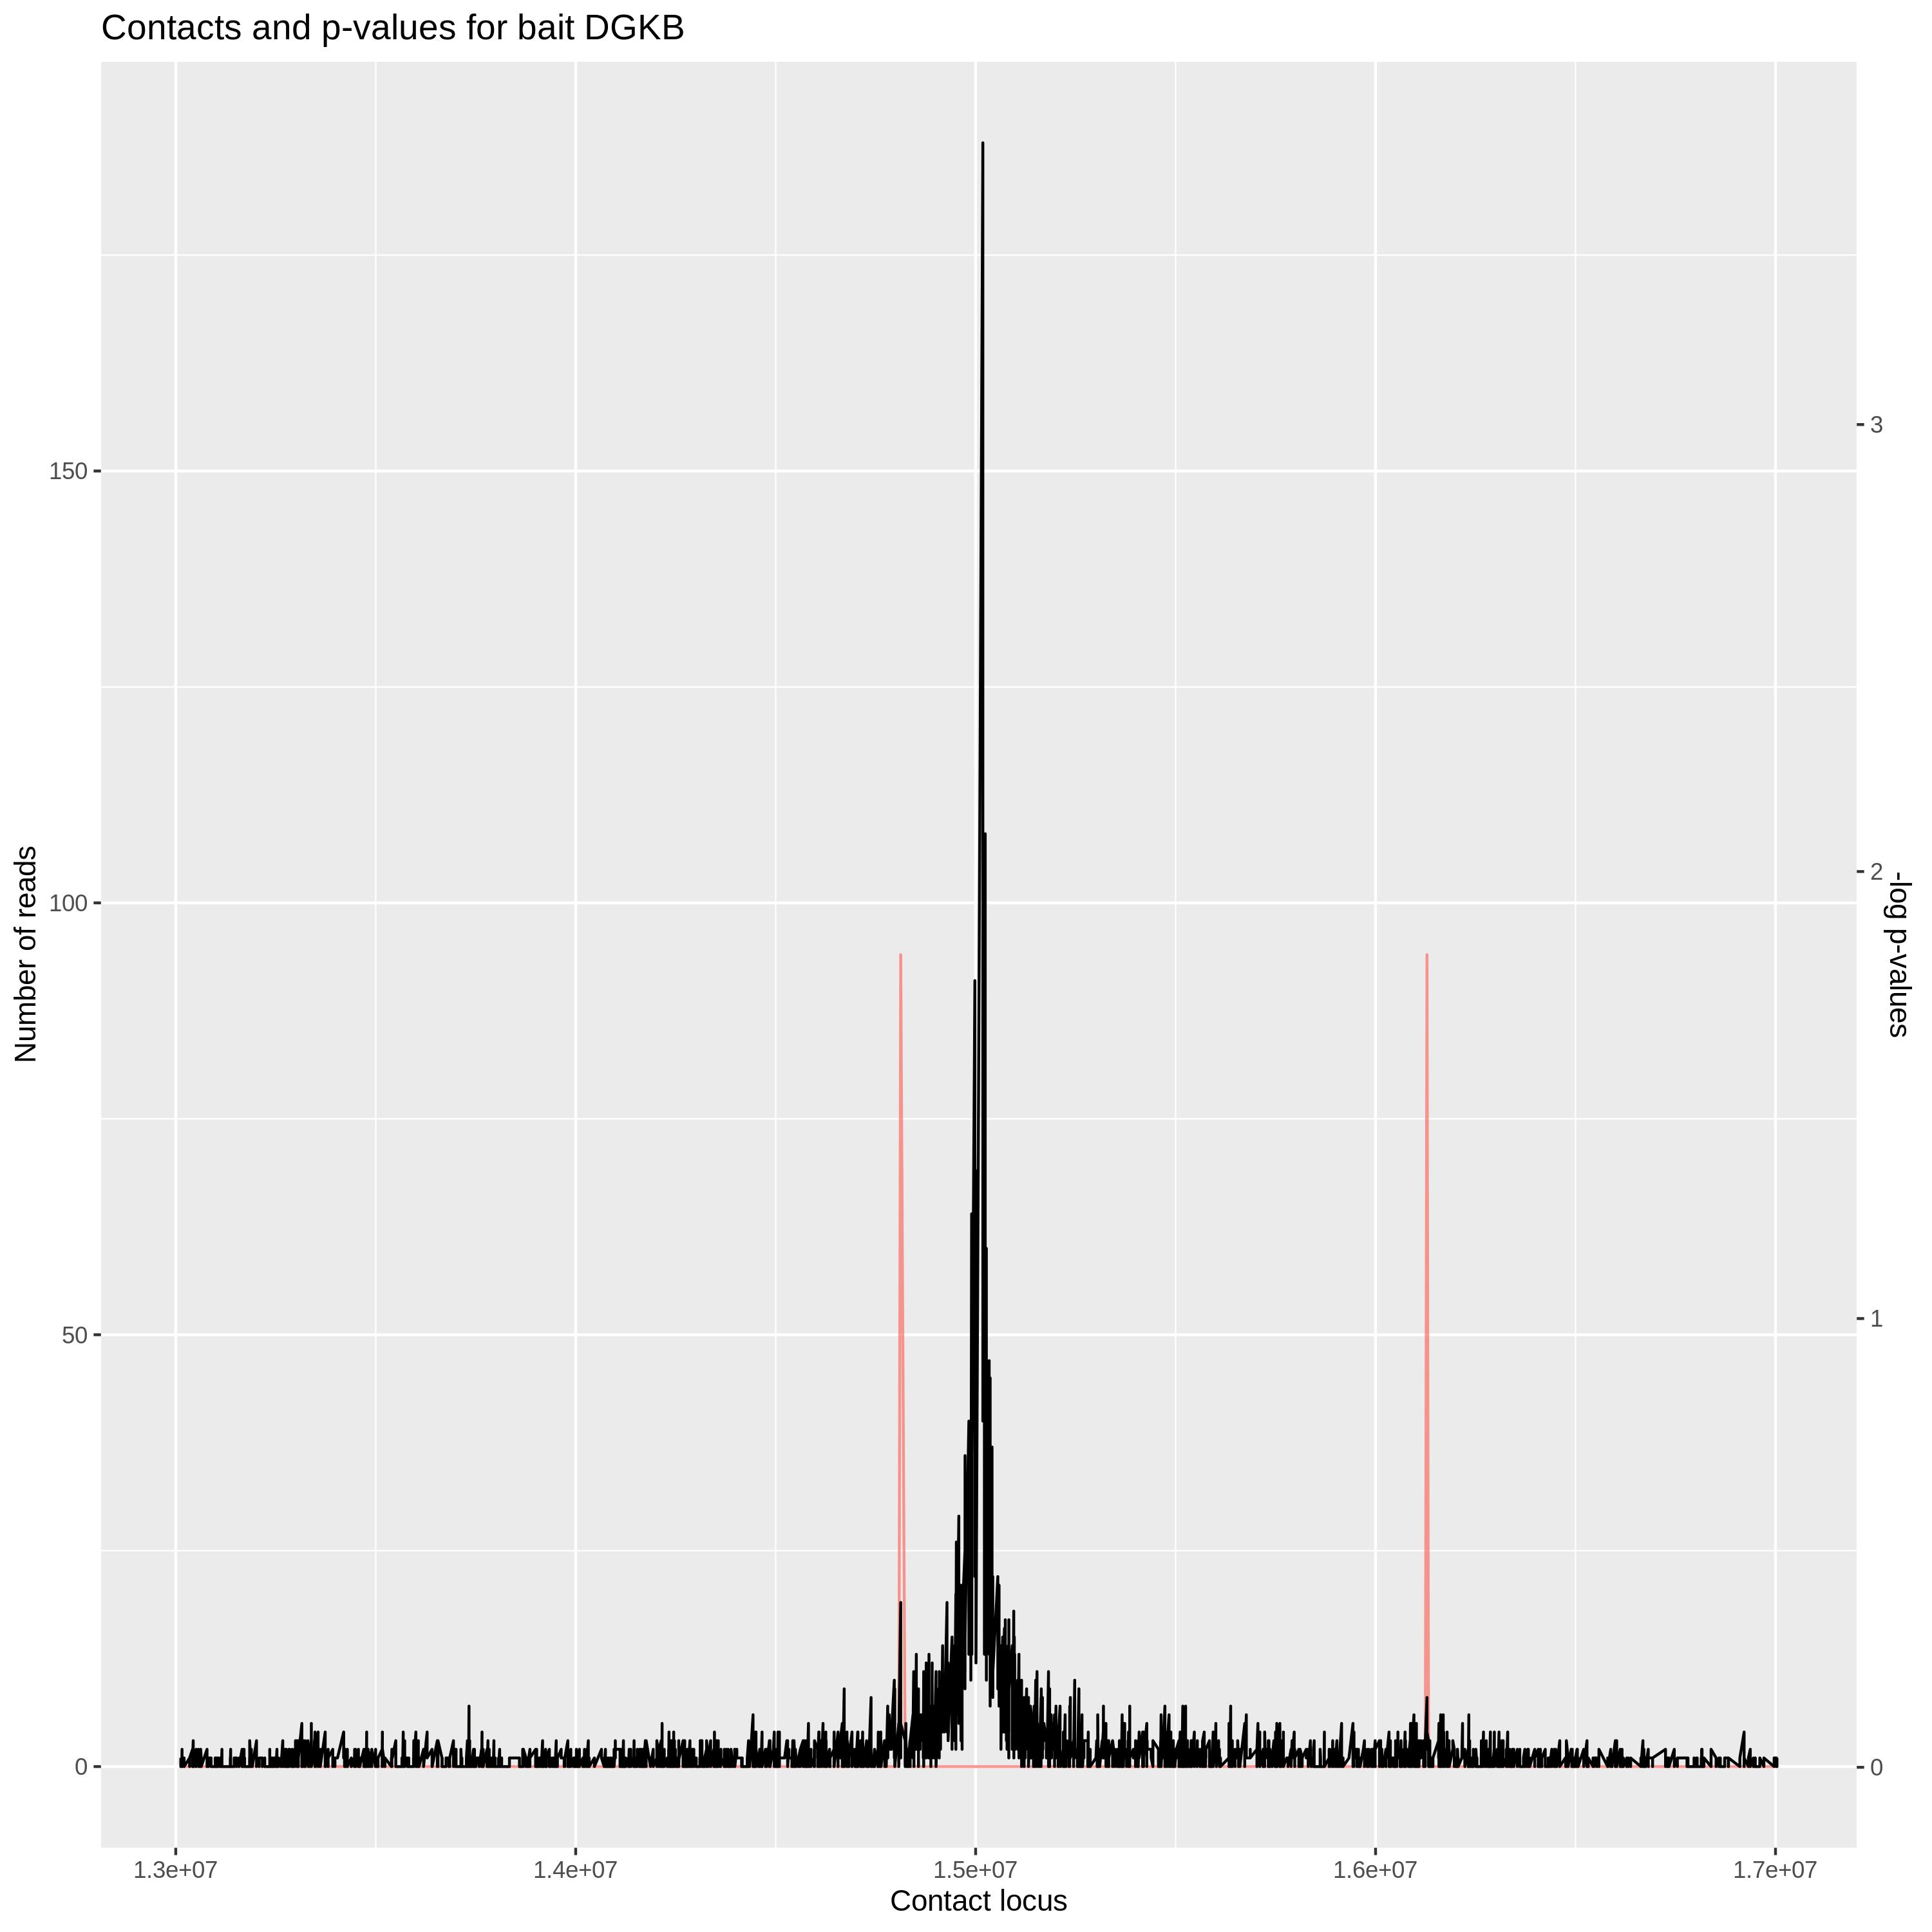 Contacts and p-values for bait DGKB
Number of reads
150
100
50
0
3
2
1
0
-log p-values
1.3e+07 1.4e+07 1.5e+07 1.6e+07 1.7e+07
Contact locus